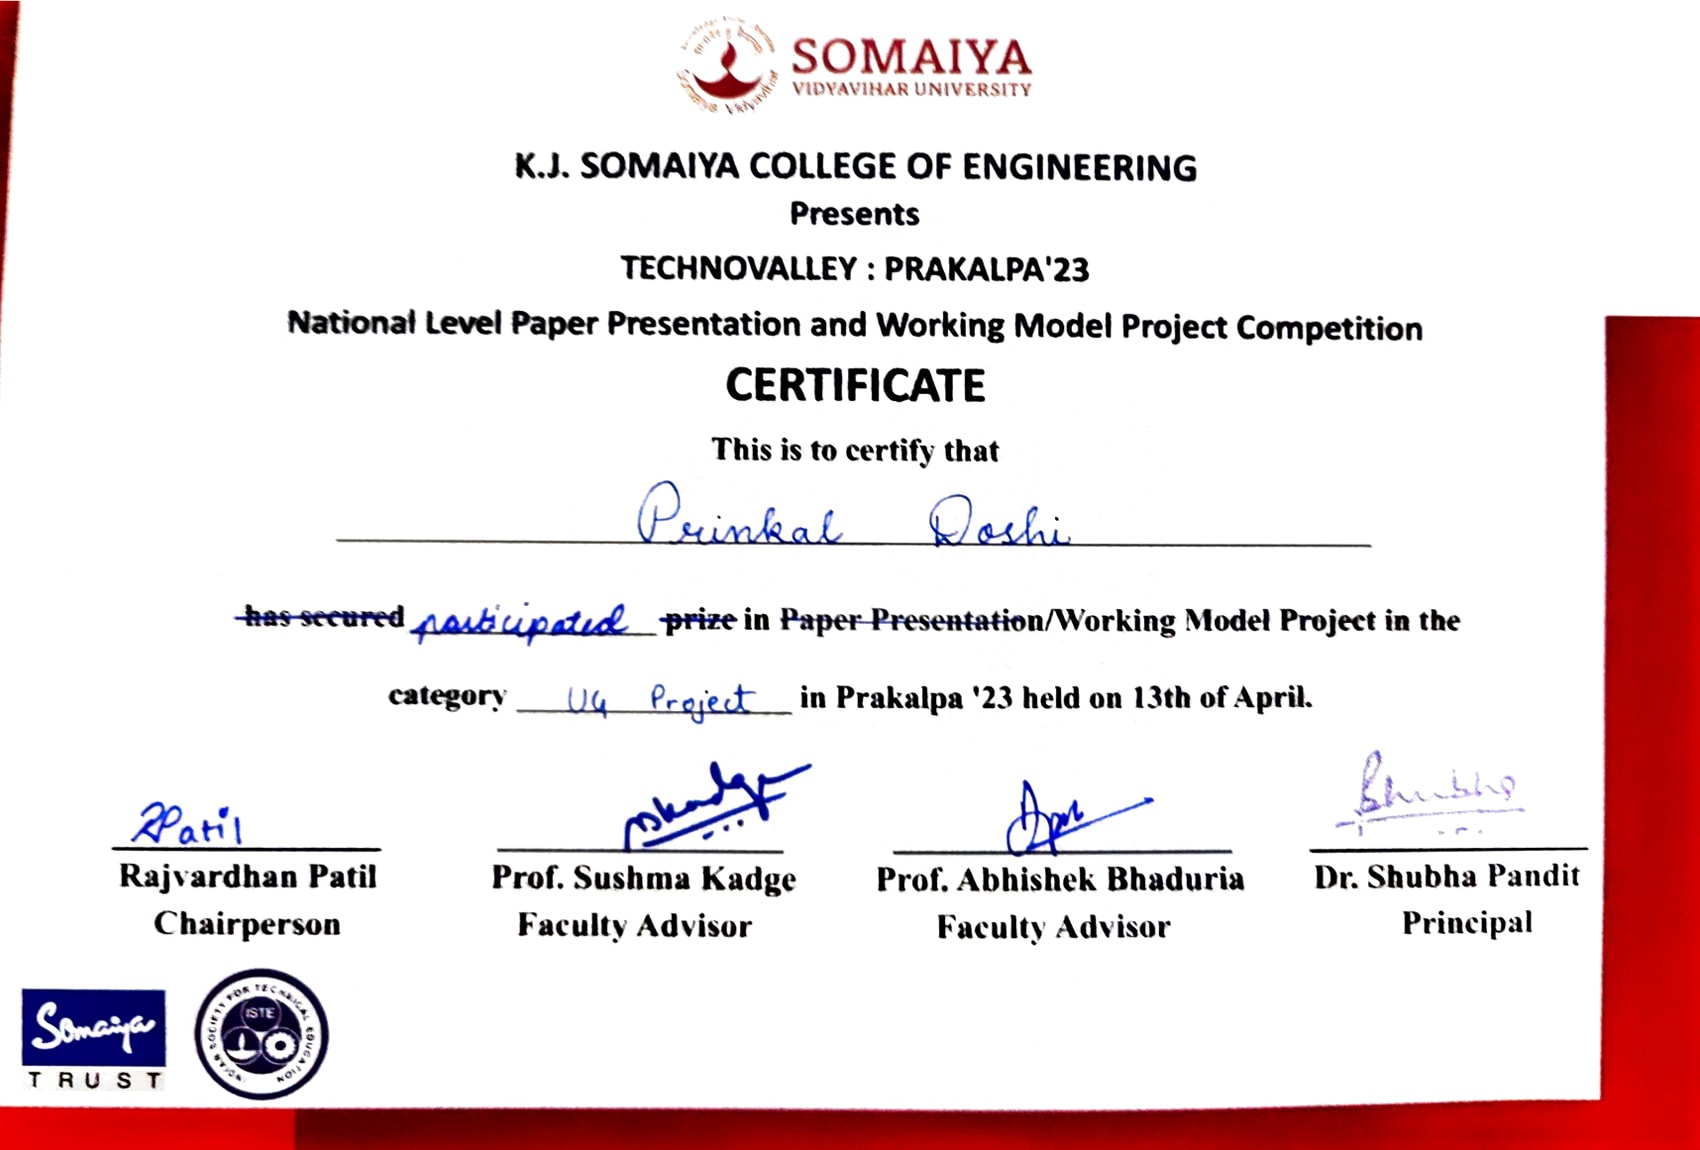 SOMAIYA
VIDYAVIHAR UNIVERSITY
K.J. SOMAIYA COLLEGE OF ENGINEERING
Presents
TECHNOVALLEY : PRAKALPA'23
National Level Paper Presentation and Working Model Project Competition
CERTIFICATE
This is to certify that
Prinkal Doshi
has secured participated prize in Paper Presentation/Working Model Project in the
category UG Project in Prakalpa '23 held on 13th of April.
RPatil
SKadge
Shubha
Rajvardhan Patil
Chairperson
Prof. Sushma Kadge
Faculty Advisor
Prof. Abhishek Bhaduria
Faculty Advisor
Dr. Shubha Pandit
Principal
Somaiya
TRUST
INDIAN SOCIETY FOR TECHNICAL EDUCATION
ISTE